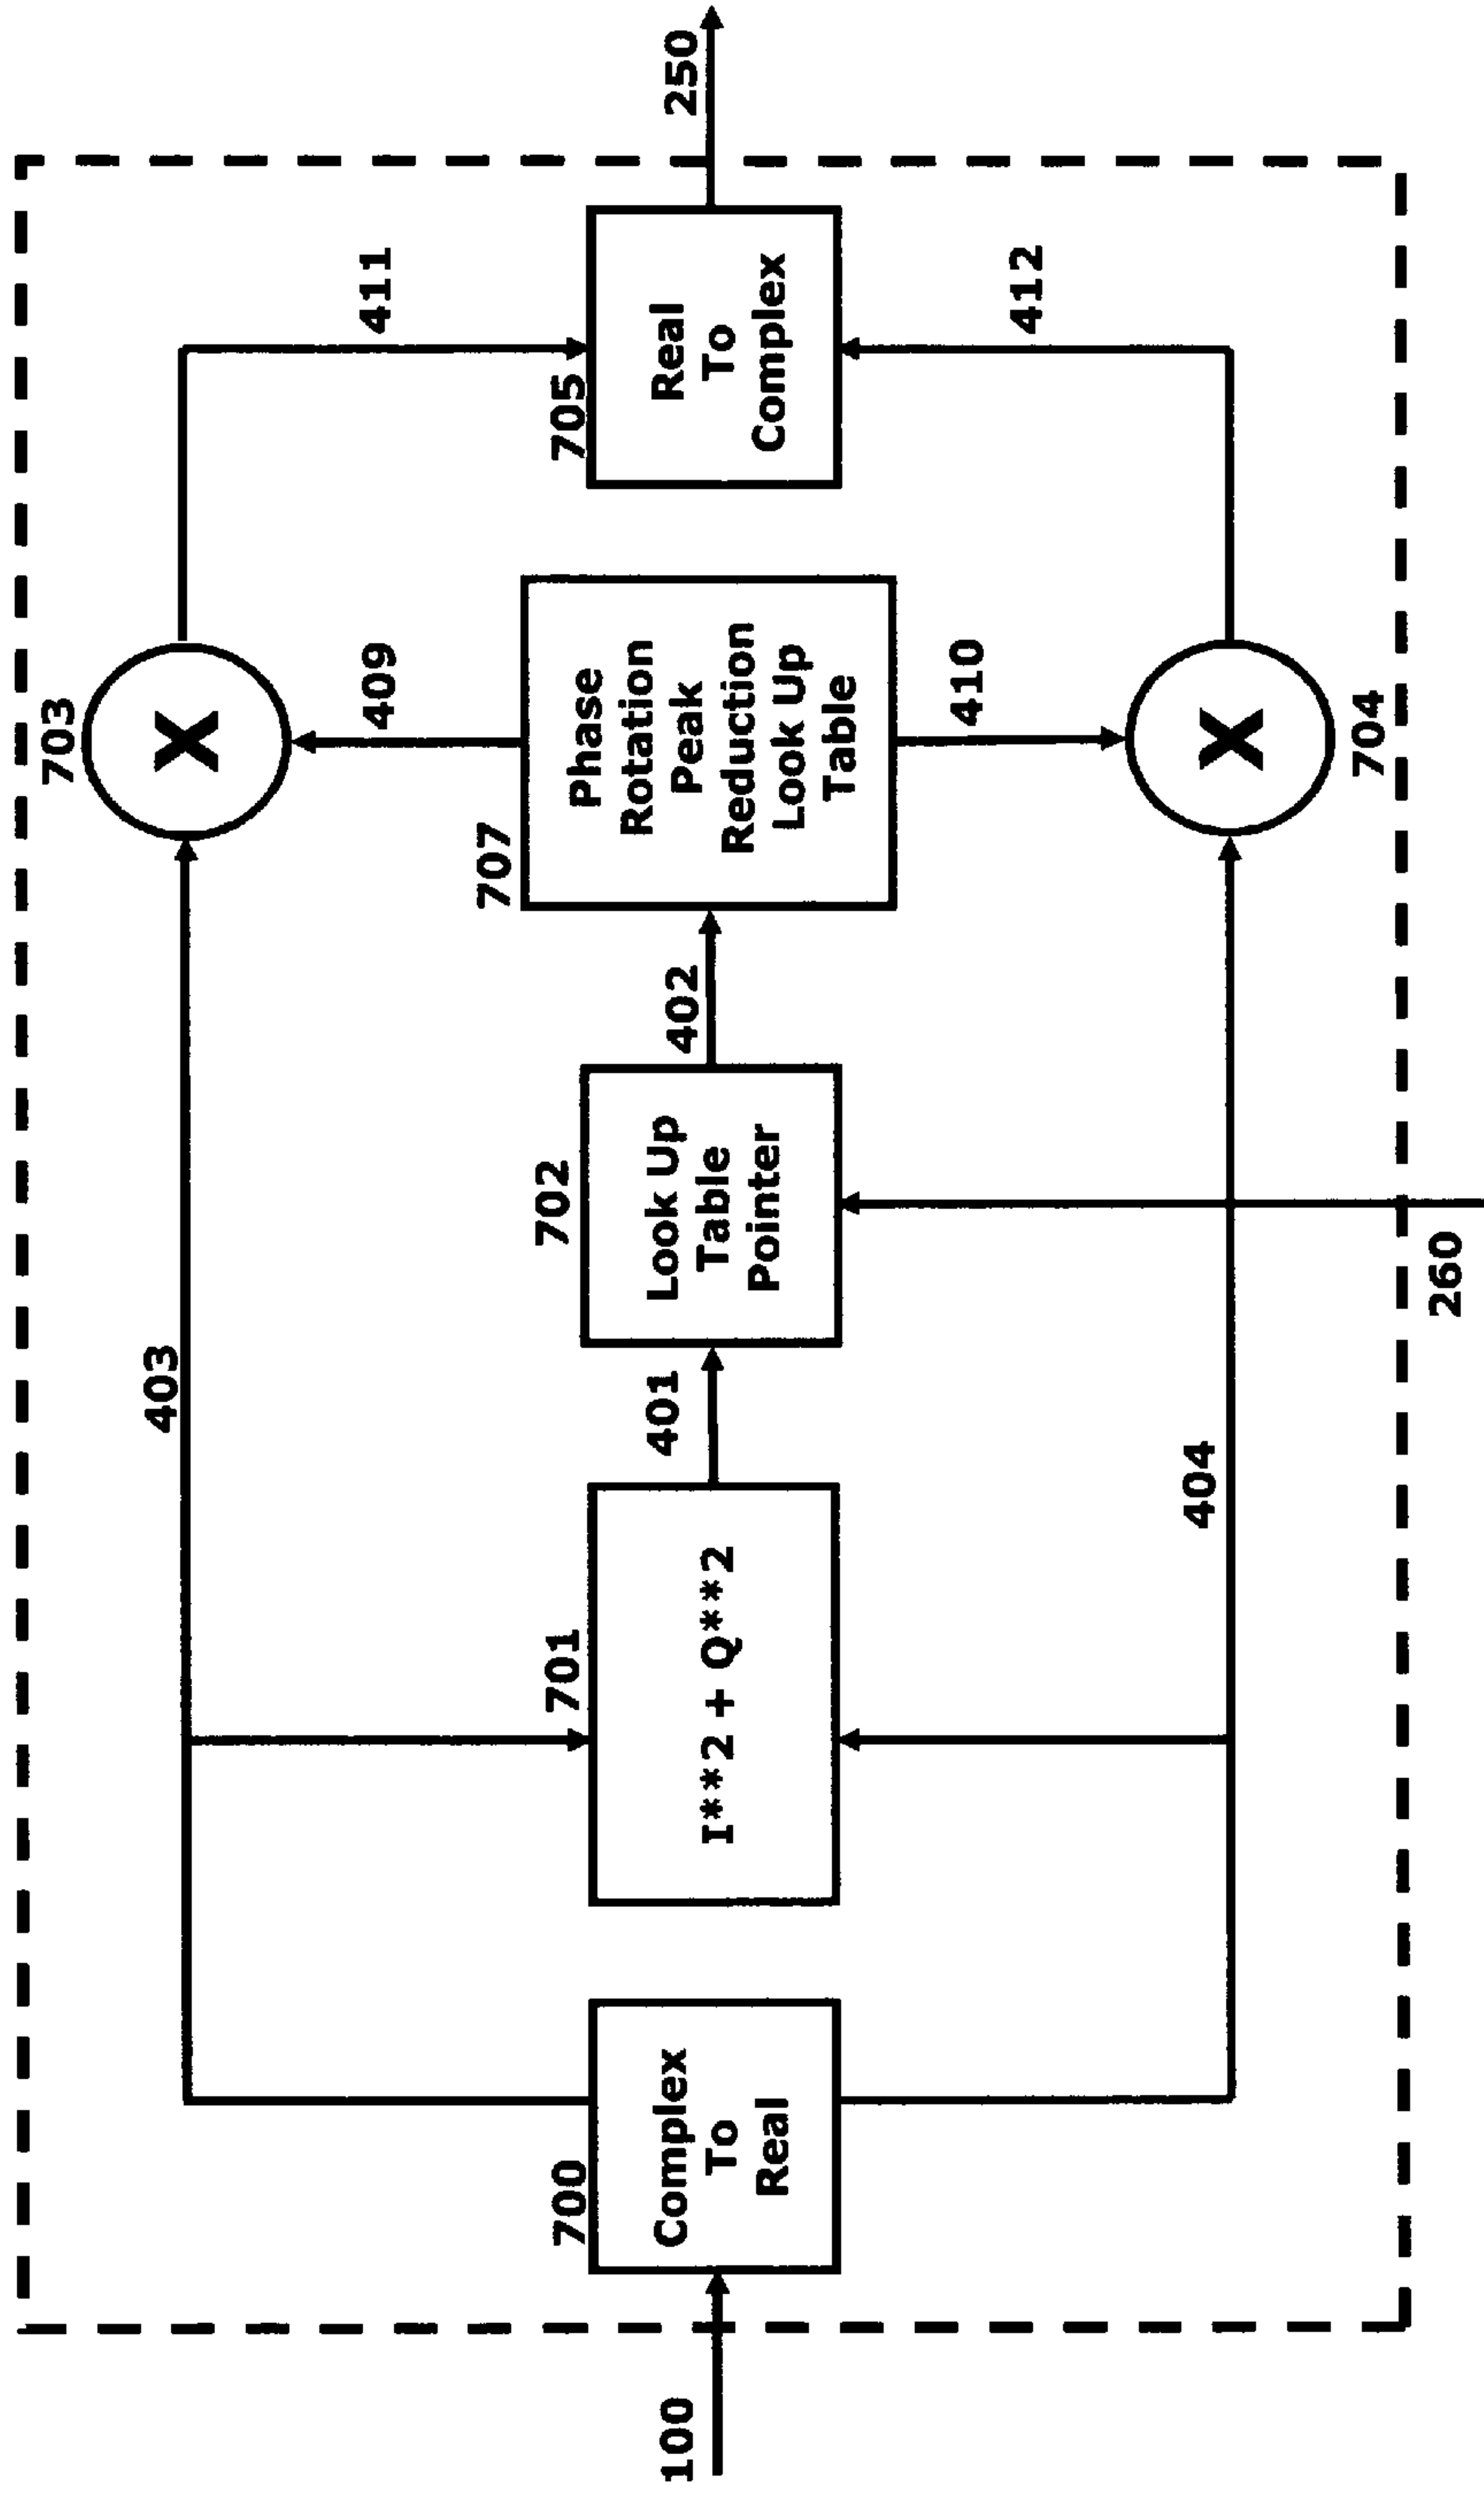 703
411
403
409
705
Real
To
Complex
250
707
Phase
Rotation
Peak
Reduction
Look Up
Table
402
702
Look Up
Table
Pointer
401
701
I**2 + Q**2
700
Complex
To
Real
100
412
410
404
704
260